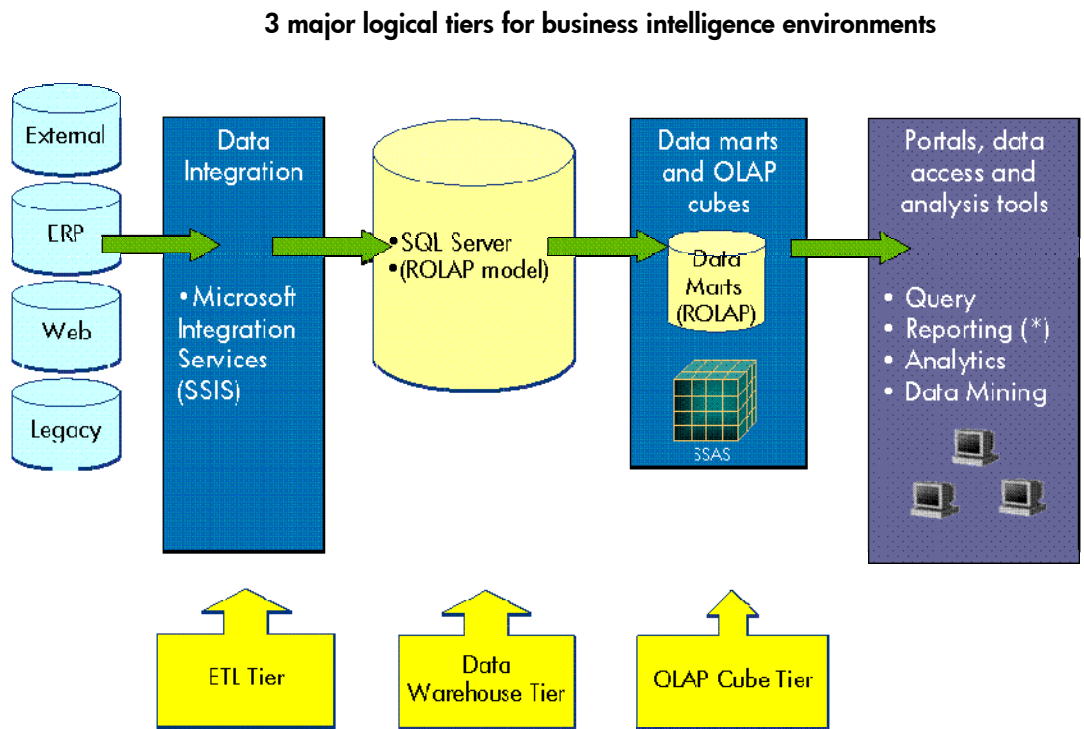 3 major logical tiers for business intelligence environments
External
ERP
Web
Legacy
Data
Integration
• Microsoft
Integration
Services
(SSIS)
•SQL Server
•(ROLAP model)
Data marts
and OLAP
cubes
Data
Marts
(ROLAP)
SSAS
Portals, data
access and
analysis tools
• Query
• Reporting (*)
• Analytics
• Data Mining
ETL Tier
Data
Warehouse Tier
OLAP Cube Tier